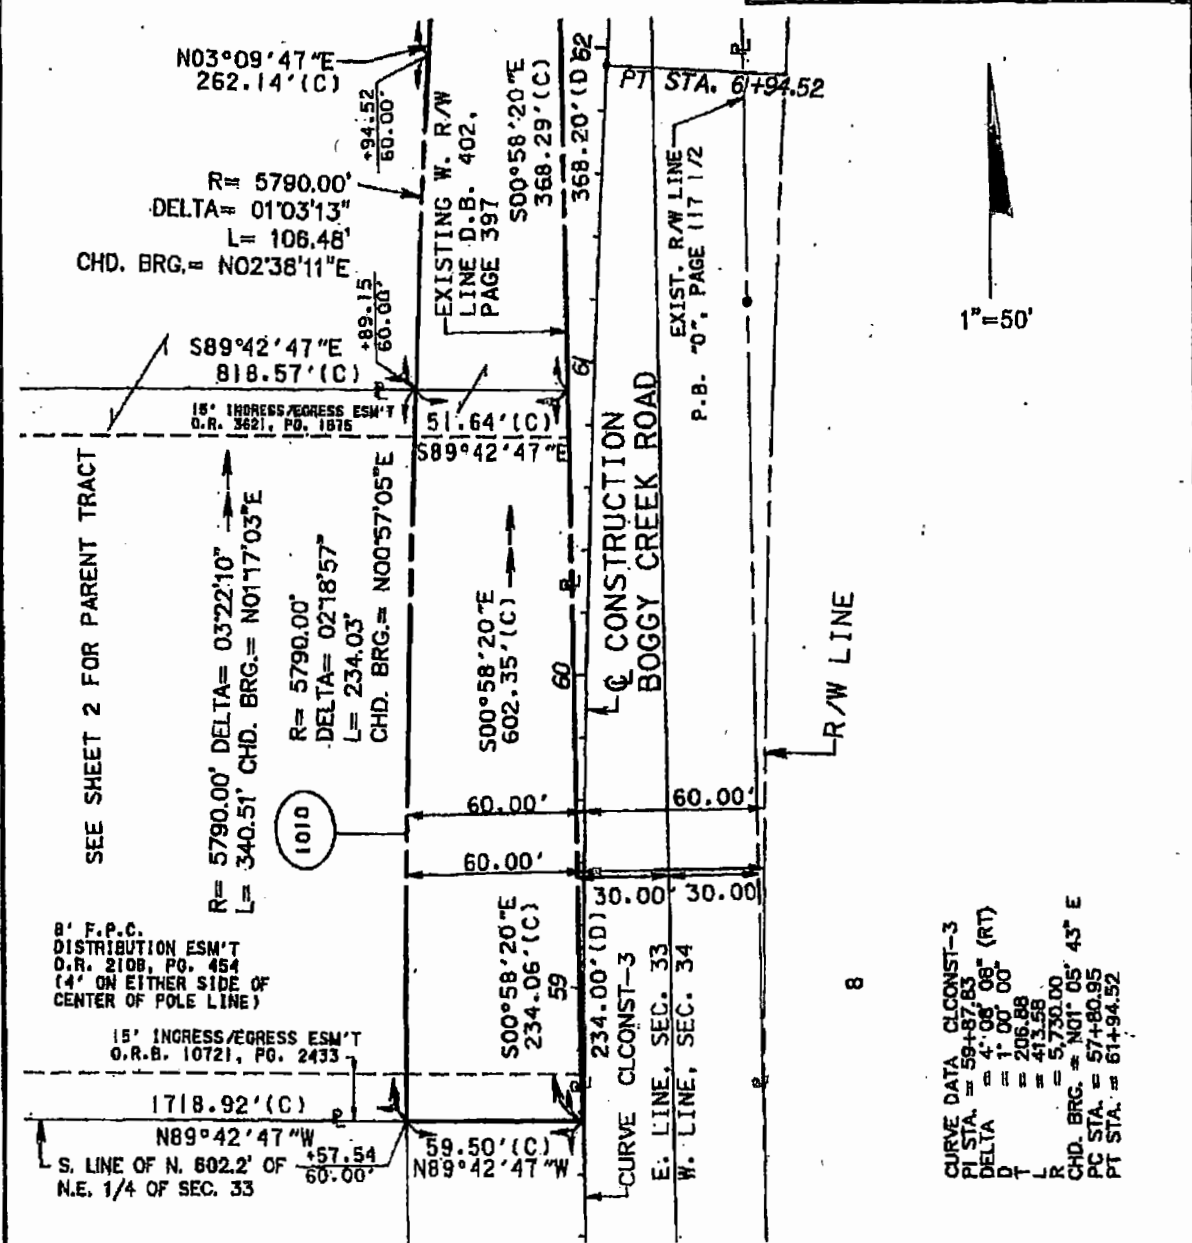 N03°09'47"E
262.14'(C)
+94.52
60.00'
R= 5790.00'
DELTA= 01°03'13"
L= 106.48'
CHD. BRG.= N02°38'11"E
+89.15
60.00'
EXISTING W. R/W
LINE D.B. 402,
PAGE 397
S00°58'20"E
368.29'(C)
368.20'(D)
62
PT STA. 61+94.52
EXIST. R/W LINE
P.B. "O", PAGE 117 1/2
1"=50'
S89°42'47"E
818.57'(C)
15' INGRESS/EGRESS ESM'T
O.R. 3621, PG. 1875
51.64'(C)
S89°42'47"E
61
SEE SHEET 2 FOR PARENT TRACT
R= 5790.00' DELTA= 03°22'10"
L= 340.51' CHD. BRG.= N01°17'03"E
R= 5790.00'
DELTA= 02°18'57"
L= 234.03'
CHD. BRG.= N00°57'05"E
S00°58'20"E
602.35'(C)
60
℄ CONSTRUCTION
BOGGY CREEK ROAD
R/W LINE
1010
60.00'
60.00'
60.00'
30.00'
30.00'
8' F.P.C.
DISTRIBUTION ESM'T
O.R. 2108, PG. 454
(4' ON EITHER SIDE OF
CENTER OF POLE LINE)
S00°58'20"E
234.06'(C)
59
234.00'(D)
CURVE CLCONST-3
E. LINE, SEC. 33
W. LINE, SEC. 34
8
15' INGRESS/EGRESS ESM'T
O.R.B. 10721, PG. 2433
1718.92'(C)
N89°42'47"W
S. LINE OF N. 602.2' OF
N.E. 1/4 OF SEC. 33
+57.54
60.00'
59.50'(C)
N89°42'47"W
CURVE DATA CLCONST-3
PI STA. = 59+87.83
DELTA = 4° 08' 08" (RT)
D = 1° 00' 00"
T = 206.88
L = 413.58
R = 5,730.00
CHD. BRG. = N01° 05' 43" E
PC STA. = 57+80.95
PT STA. = 61+94.52